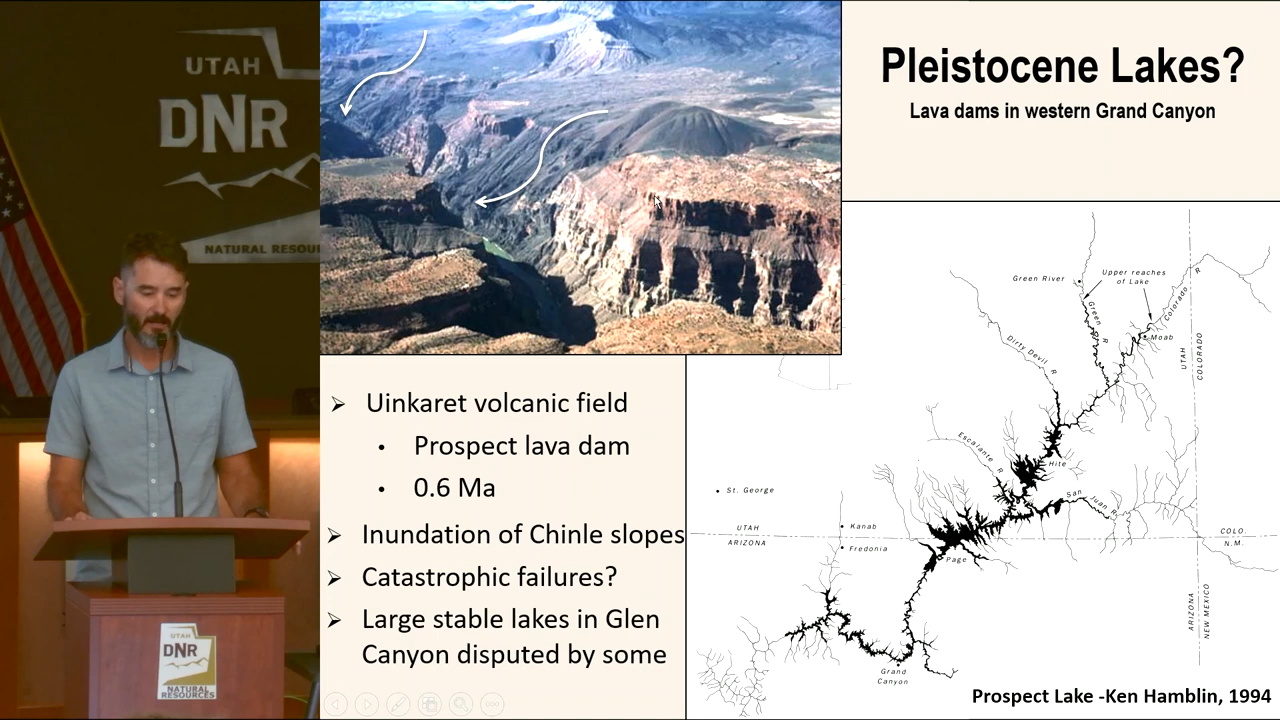 UTAH
DNR
NATURAL RESOU
UTAH
DNR
NATURAL
RESOURCES
Pleistocene Lakes?
Lava dams in western Grand Canyon
➢ Uinkaret volcanic field
• Prospect lava dam
• 0.6 Ma
➢ Inundation of Chinle slopes
➢ Catastrophic failures?
➢ Large stable lakes in Glen
Canyon disputed by some
Green River
Upper reaches
of Lake
Colorado R
Green R
Moab
Dirty Devil R
UTAH
COLORADO
Escalante R
Hite
San Juan R
St. George
UTAH
ARIZONA
Kanab
Fredonia
Page
COLO.
N.M.
ARIZONA
NEW MEXICO
Grand
Canyon
Prospect Lake -Ken Hamblin, 1994